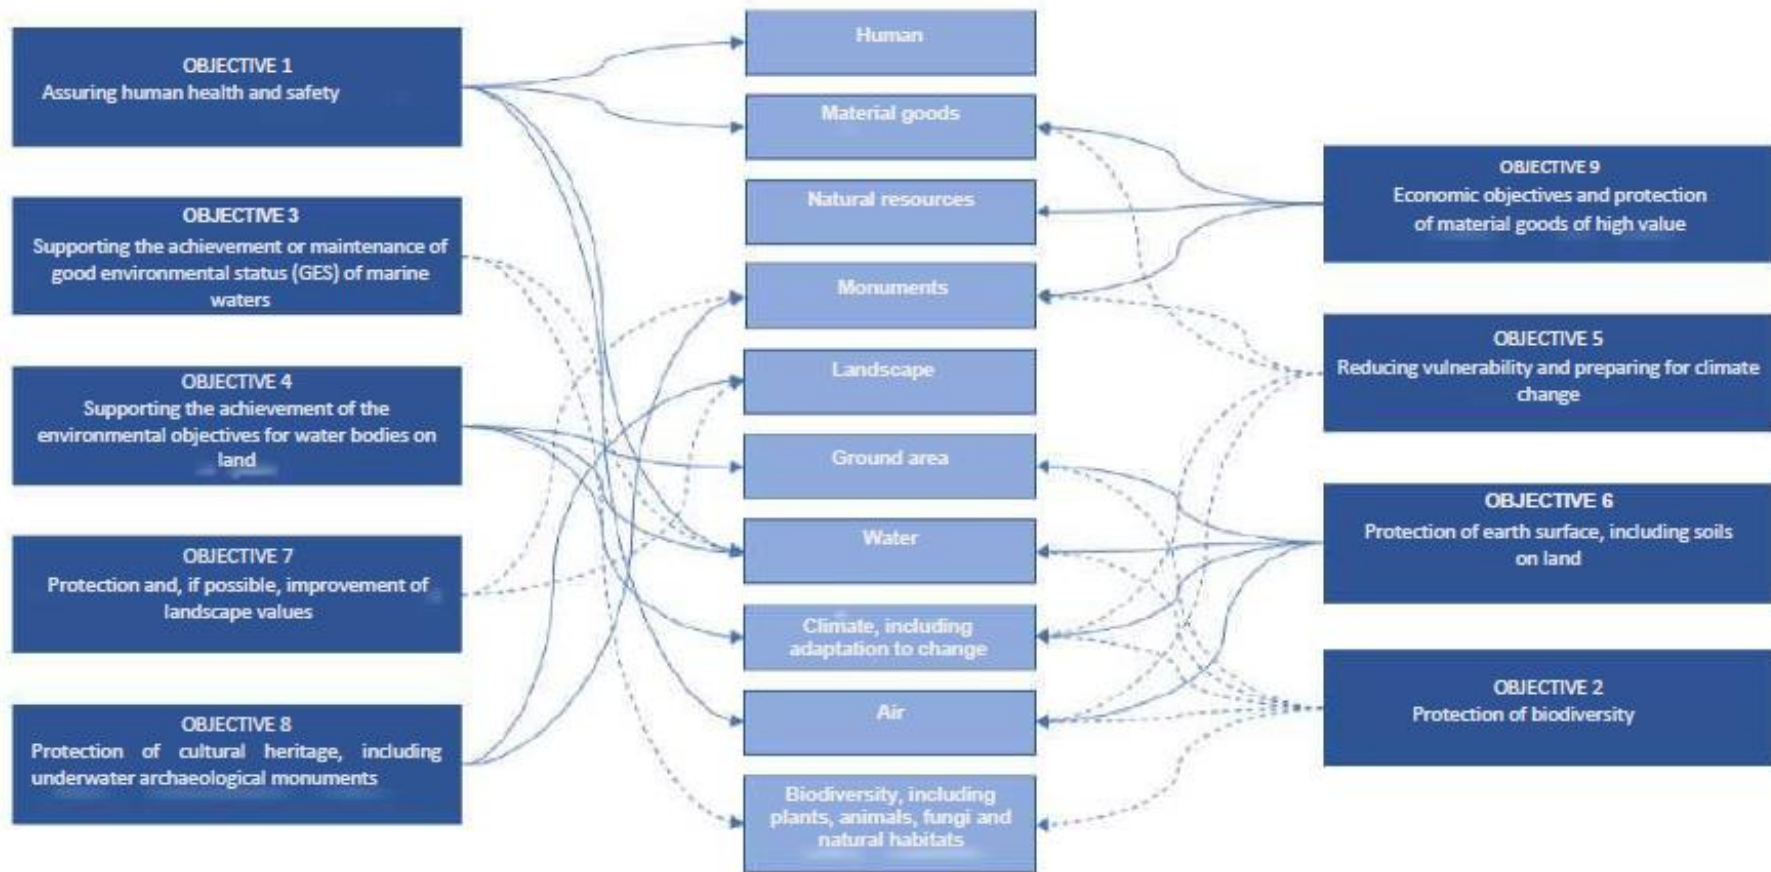 OBJECTIVE 1
Assuring human health and safety
OBJECTIVE 3
Supporting the achievement or maintenance of
good environmental status (GES) of marine
waters
OBJECTIVE 4
Supporting the achievement of the
environmental objectives for water bodies on
land
OBJECTIVE 7
Protection and, if possible, improvement of
landscape values
OBJECTIVE 8
Protection of cultural heritage, including
underwater archaeological monuments
Human
Material goods
Natural resources
Monuments
Landscape
Ground area
Water
Climate, including
adaptation to change
Air
Biodiversity, including
plants, animals, fungi and
natural habitats
OBJECTIVE 9
Economic objectives and protection
of material goods of high value
OBJECTIVE 5
Reducing vulnerability and preparing for climate
change
OBJECTIVE 6
Protection of earth surface, including soils
on land
OBJECTIVE 2
Protection of biodiversity